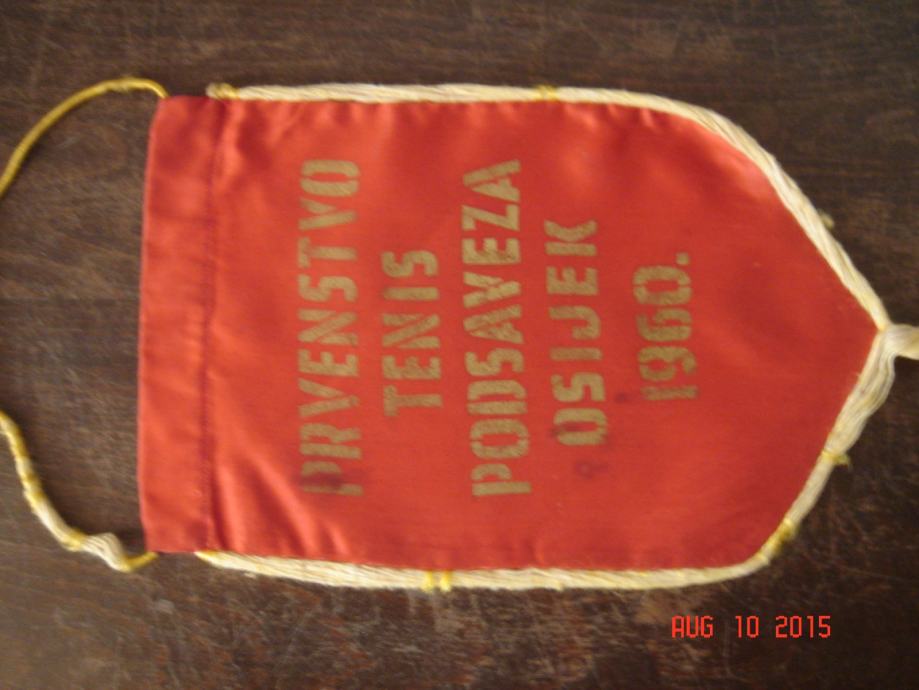 PRVENSTVO
TENIS
PODSAVEZA
OSIJEK
1960.
AUG 10 2015